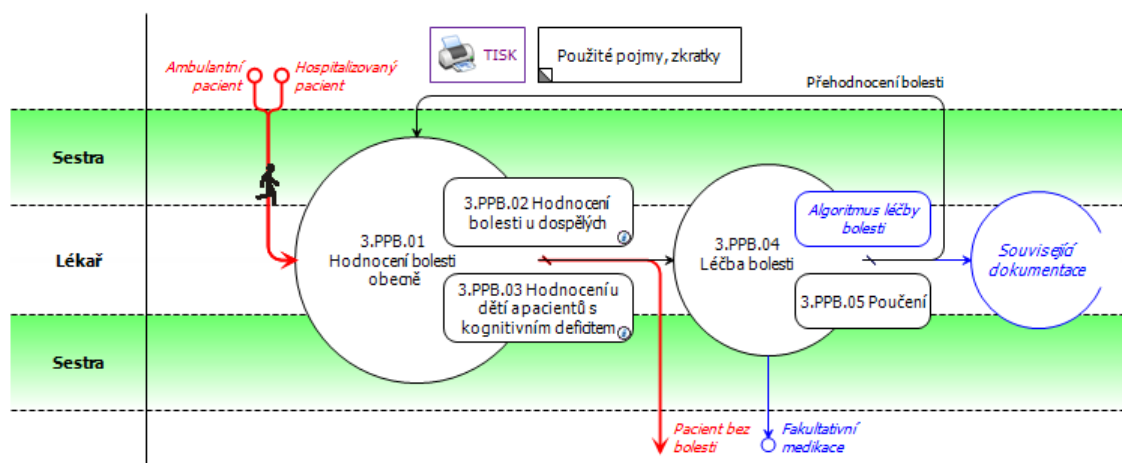 TISK
Použité pojmy, zkratky
Ambulantní
pacient
Hospitalizovaný
pacient
Přehodnocení bolesti
Sestra
Lékař
Sestra
3.PPB.01
Hodnocení bolesti
obecně
3.PPB.02 Hodnocení
bolesti u dospělých
3.PPB.03 Hodnocení u
dětí a pacientů s
kognitivním deficitem
3.PPB.04
Léčba bolesti
Algoritmus léčby
bolesti
3.PPB.05 Poučení
Související
dokumentace
Pacient bez
bolesti
Fakultativní
medikace